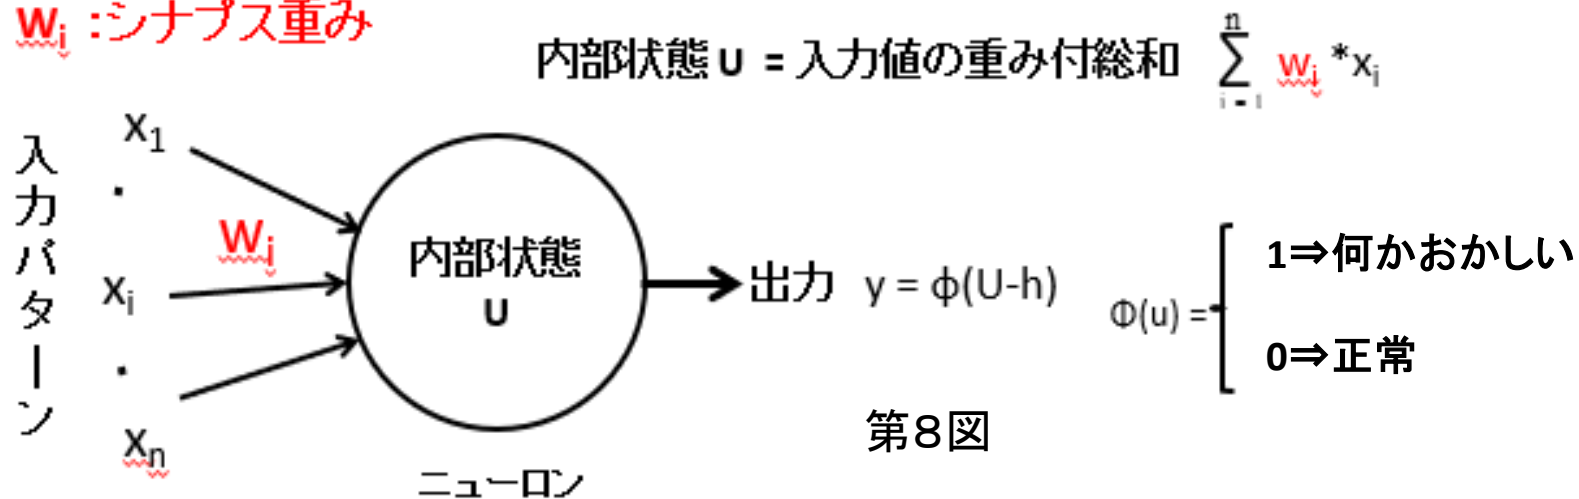 Wi :シナプス重み
内部状態 U = 入力値の重み付総和 n∑i=1 wi *xi
入力パターン
x1
・
Wi
xi
・
xn
内部状態
U
ニューロン
出力 y = ф(U-h)
Φ(u) =
1⇒何かおかしい
0⇒正常
第8図